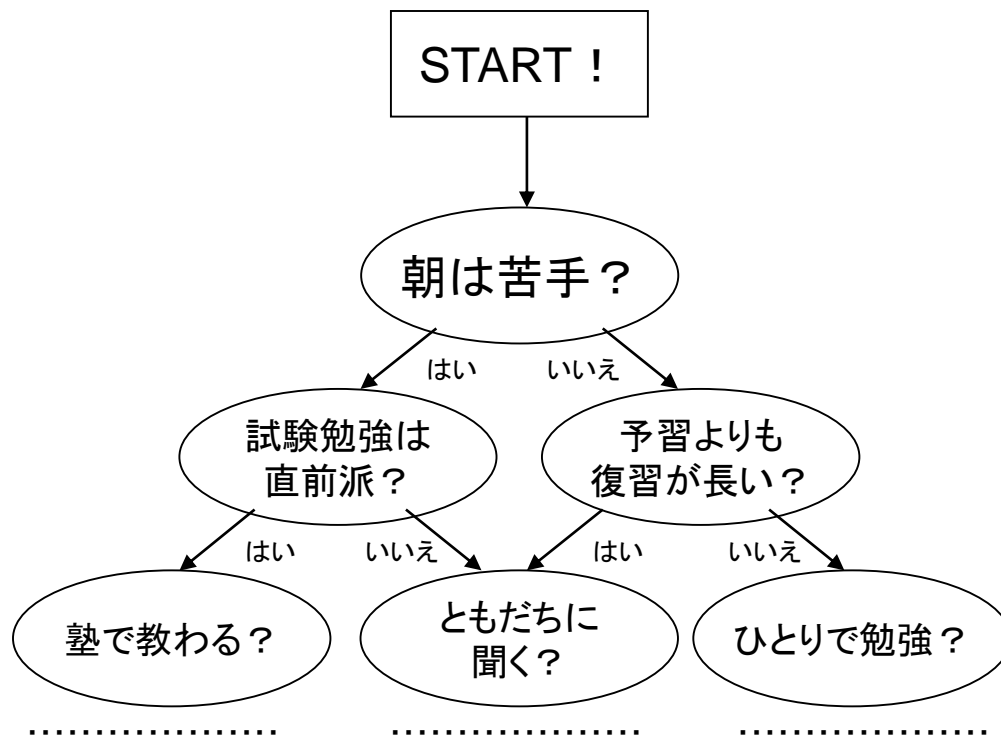 START！
朝は苦手？
はい
いいえ
試験勉強は
直前派？
予習よりも
復習が長い？
はい
いいえ
はい
いいえ
塾で教わる？
ともだちに
聞く？
ひとりで勉強？
………………
………………
………………